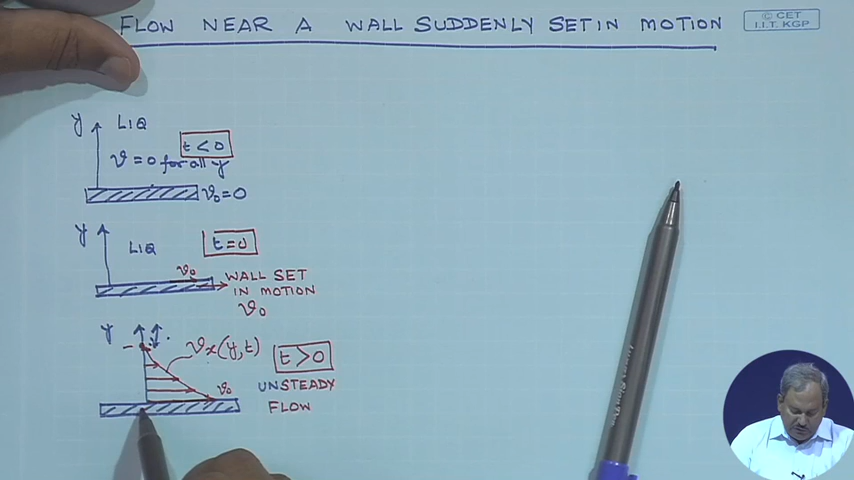 FLOW NEAR A WALL SUDDENLY SET IN MOTION
© CET
I.I.T. KGP
y LIQ t < 0
v = 0 for all y
v₀ = 0
y LIQ t = 0
v₀ WALL SET
IN MOTION
v₀
y vₓ(y, t) t > 0
v₀ UNSTEADY
FLOW